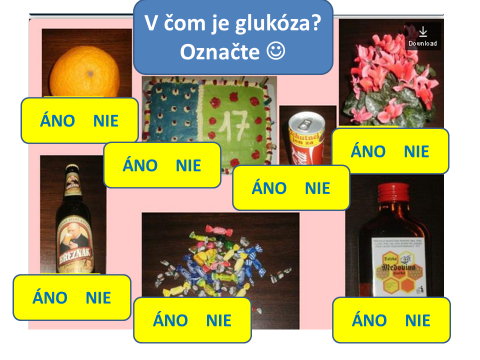 V čom je glukóza?
Označte ☺
Download
ÁNO NIE
17
ÁNO NIE
ÁNO NIE
ÁNO NIE
BŘEZŇÁK
Medovina
ÁNO NIE
ÁNO NIE
ÁNO NIE